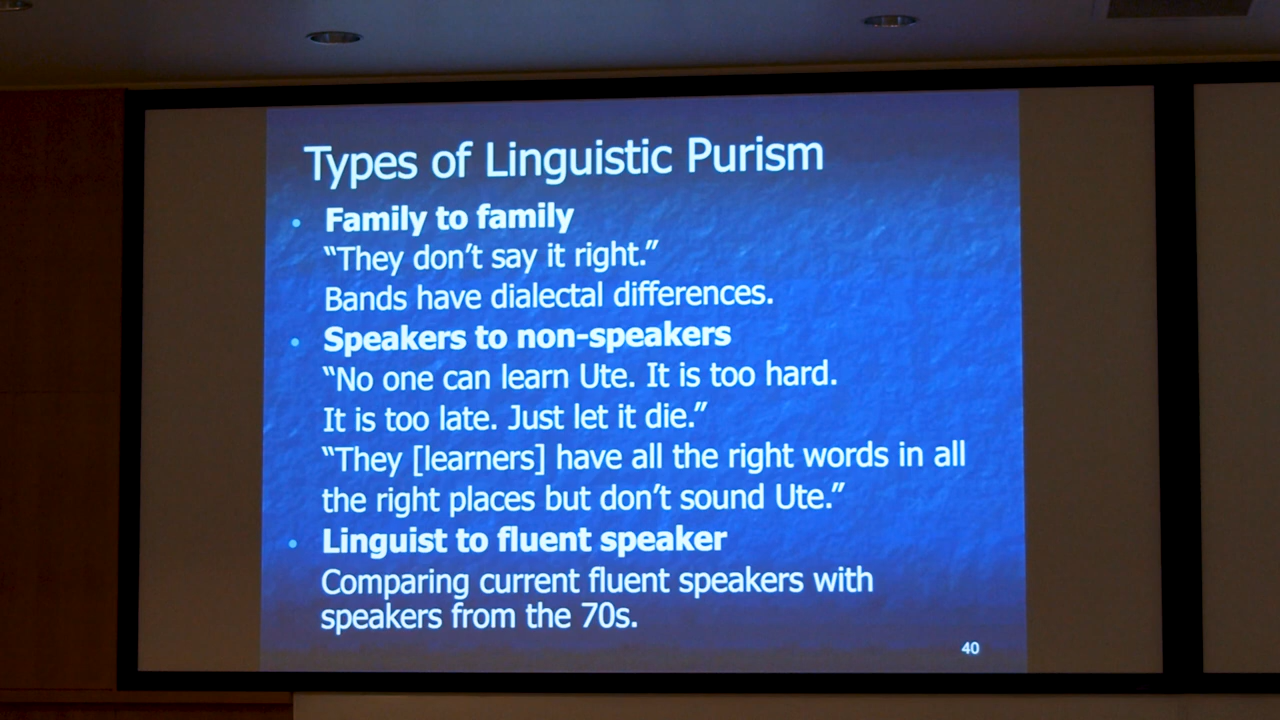 Types of Linguistic Purism
• Family to family
“They don’t say it right.”
Bands have dialectal differences.
• Speakers to non-speakers
“No one can learn Ute. It is too hard.
It is too late. Just let it die.”
“They [learners] have all the right words in all
the right places but don’t sound Ute.”
• Linguist to fluent speaker
Comparing current fluent speakers with
speakers from the 70s.
40